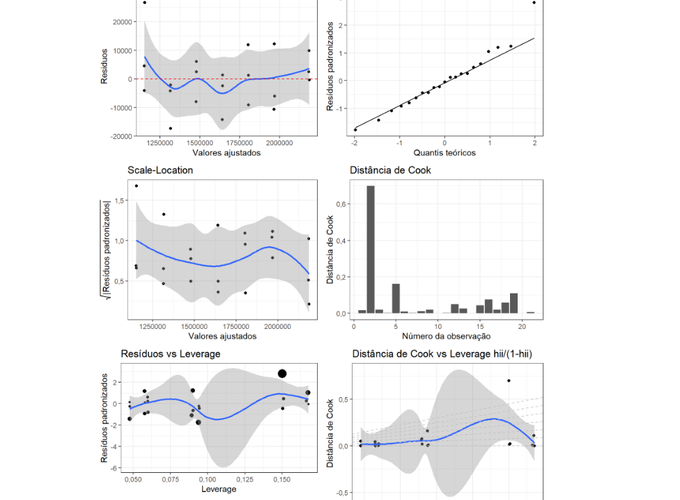 20000
10000
0
-10000
-20000
Resíduos
1250000 1500000 1750000 2000000
Valores ajustados
2
1
0
-1
Resíduos padronizados
-2 -1 0 1 2
Quantis teóricos
Scale-Location
1,5
1,0
0,5
√|Resíduos padronizados|
1250000 1500000 1750000 2000000
Valores ajustados
Distância de Cook
0,6
0,4
0,2
0,0
Distância de Cook
0 5 10 15 20
Número da observação
Resíduos vs Leverage
2
0
-2
-4
-6
Resíduos padronizados
0,050 0,075 0,100 0,125 0,150
Leverage
Distância de Cook vs Leverage hii/(1-hii)
0,5
0,0
-0,5
Distância de Cook